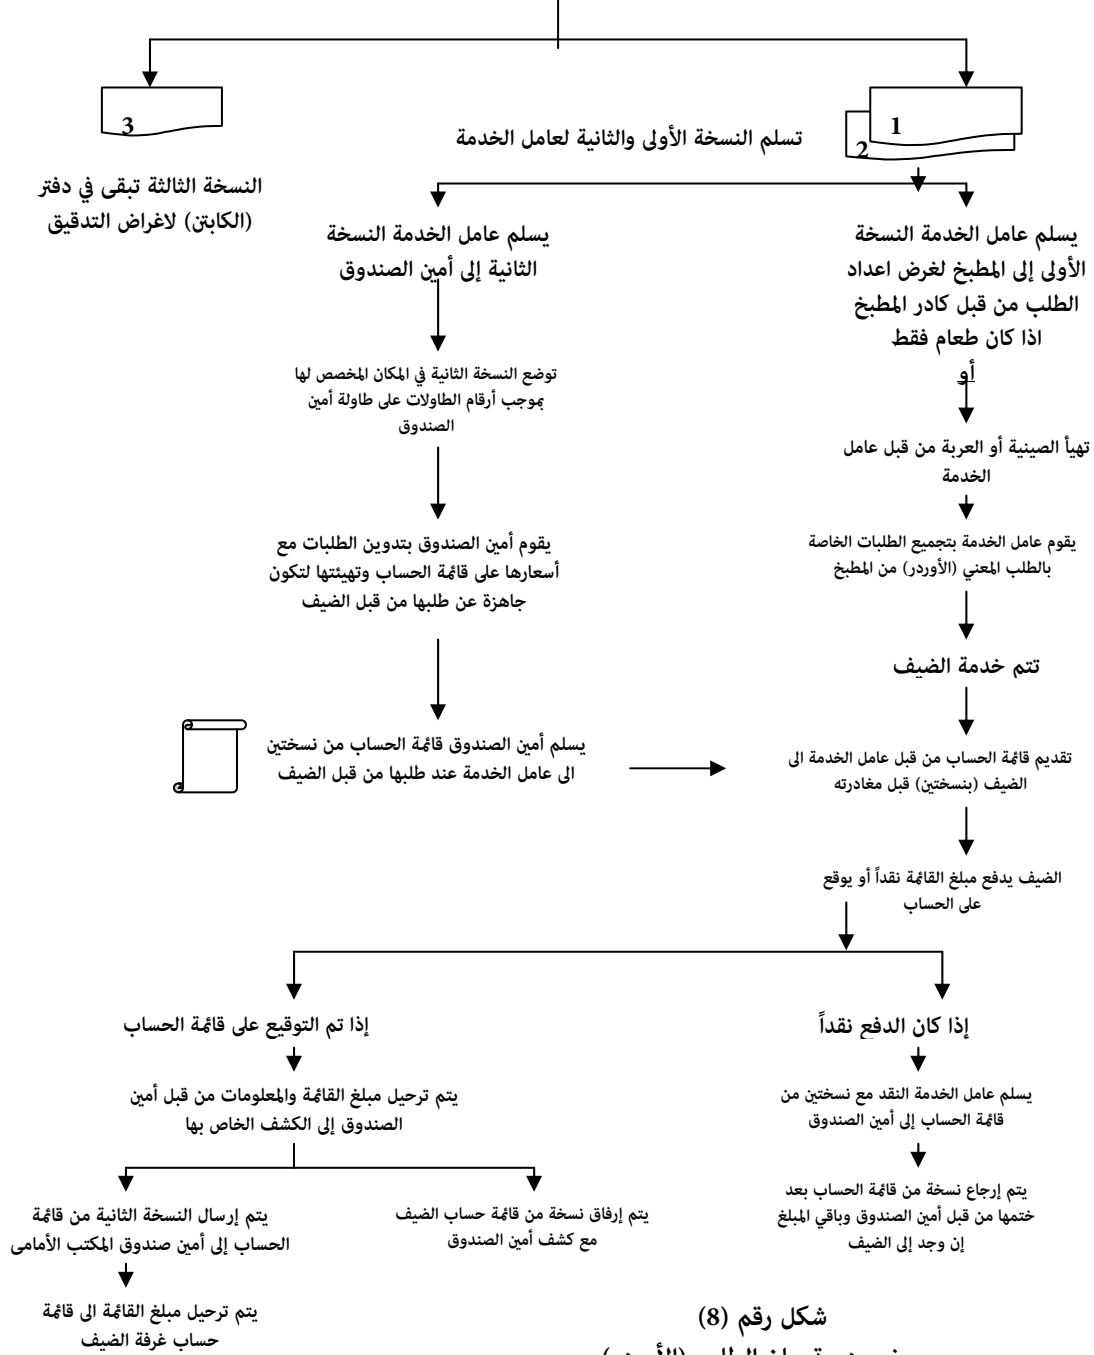 1
2
3
تسلم النسخة الأولى والثانية لعامل الخدمة
النسخة الثالثة تبقى في دفتر
(الكابتن) لاغراض التدقيق
يسلم عامل الخدمة النسخة
الأولى إلى المطبخ لغرض اعداد
الطلب من قبل كادر المطبخ
اذا كان طعام فقط
أو
تهيأ الصينية أو العربة من قبل عامل
الخدمة
يقوم عامل الخدمة بتجميع الطلبات الخاصة
بالطلب المعني (الأوردر) من المطبخ
تتم خدمة الضيف
تقديم قائمة الحساب من قبل عامل الخدمة الى
الضيف (بنسختين) قبل مغادرته
الضيف يدفع مبلغ القائمة نقداً أو يوقع
على الحساب
يسلم عامل الخدمة النسخة
الثانية إلى أمين الصندوق
توضع النسخة الثانية في المكان المخصص لها
بموجب أرقام الطاولات على طاولة أمين
الصندوق
يقوم أمين الصندوق بتدوين الطلبات مع
أسعارها على قائمة الحساب وتهيئتها لتكون
جاهزة عن طلبها من قبل الضيف
يسلم أمين الصندوق قائمة الحساب من نسختين
الى عامل الخدمة عند طلبها من قبل الضيف
إذا كان الدفع نقداً
يسلم عامل الخدمة النقد مع نسختين من
قائمة الحساب إلى أمين الصندوق
يتم إرجاع نسخة من قائمة الحساب بعد
ختمها من قبل أمين الصندوق وباقي المبلغ
إن وجد إلى الضيف
إذا تم التوقيع على قائمة الحساب
يتم ترحيل مبلغ القائمة والمعلومات من قبل أمين
الصندوق إلى الكشف الخاص بها
يتم إرفاق نسخة من قائمة حساب الضيف
مع كشف أمين الصندوق
يتم إرسال النسخة الثانية من قائمة
الحساب إلى أمين صندوق المكتب الأمامى
يتم ترحيل مبلغ القائمة الى قائمة
حساب غرفة الضيف
شكل رقم (8)